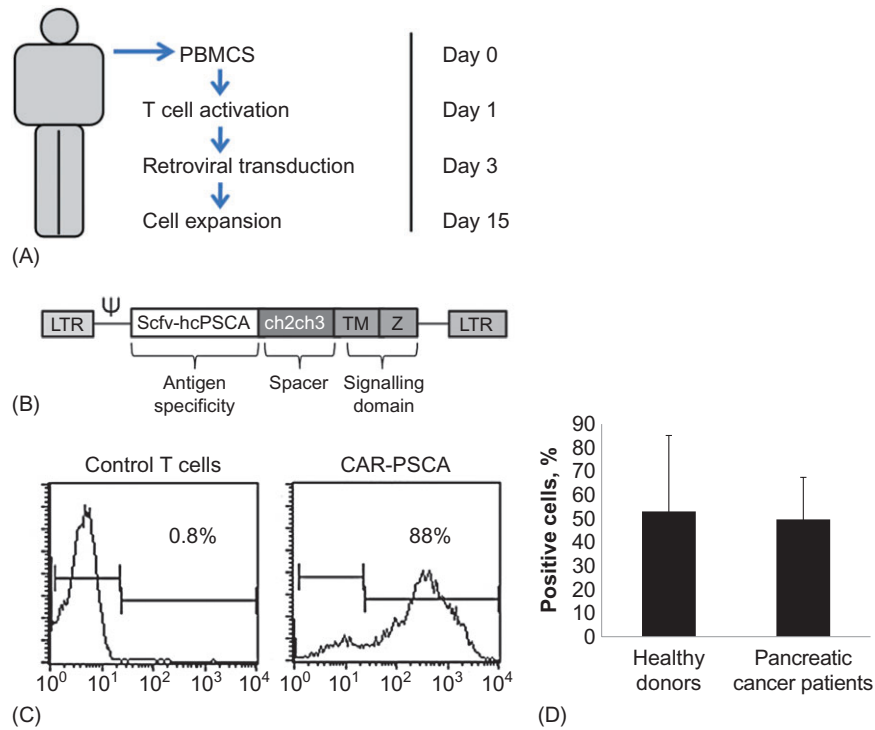 PBMCS
Day 0
T cell activation
Day 1
Retroviral transduction
Day 3
Cell expansion
Day 15
(A)
LTR
Ψ
Scfv-hcPSCA
ch2ch3
TM
Z
LTR
Antigen
specificity
Spacer
Signalling
domain
(B)
Control T cells
CAR-PSCA
0.8%
88%
10⁰ 10¹ 10² 10³ 10⁴
10⁰ 10¹ 10² 10³ 10⁴
(C)
Positive cells, %
90
80
70
60
50
40
30
20
10
0
Healthy
donors
Pancreatic
cancer patients
(D)